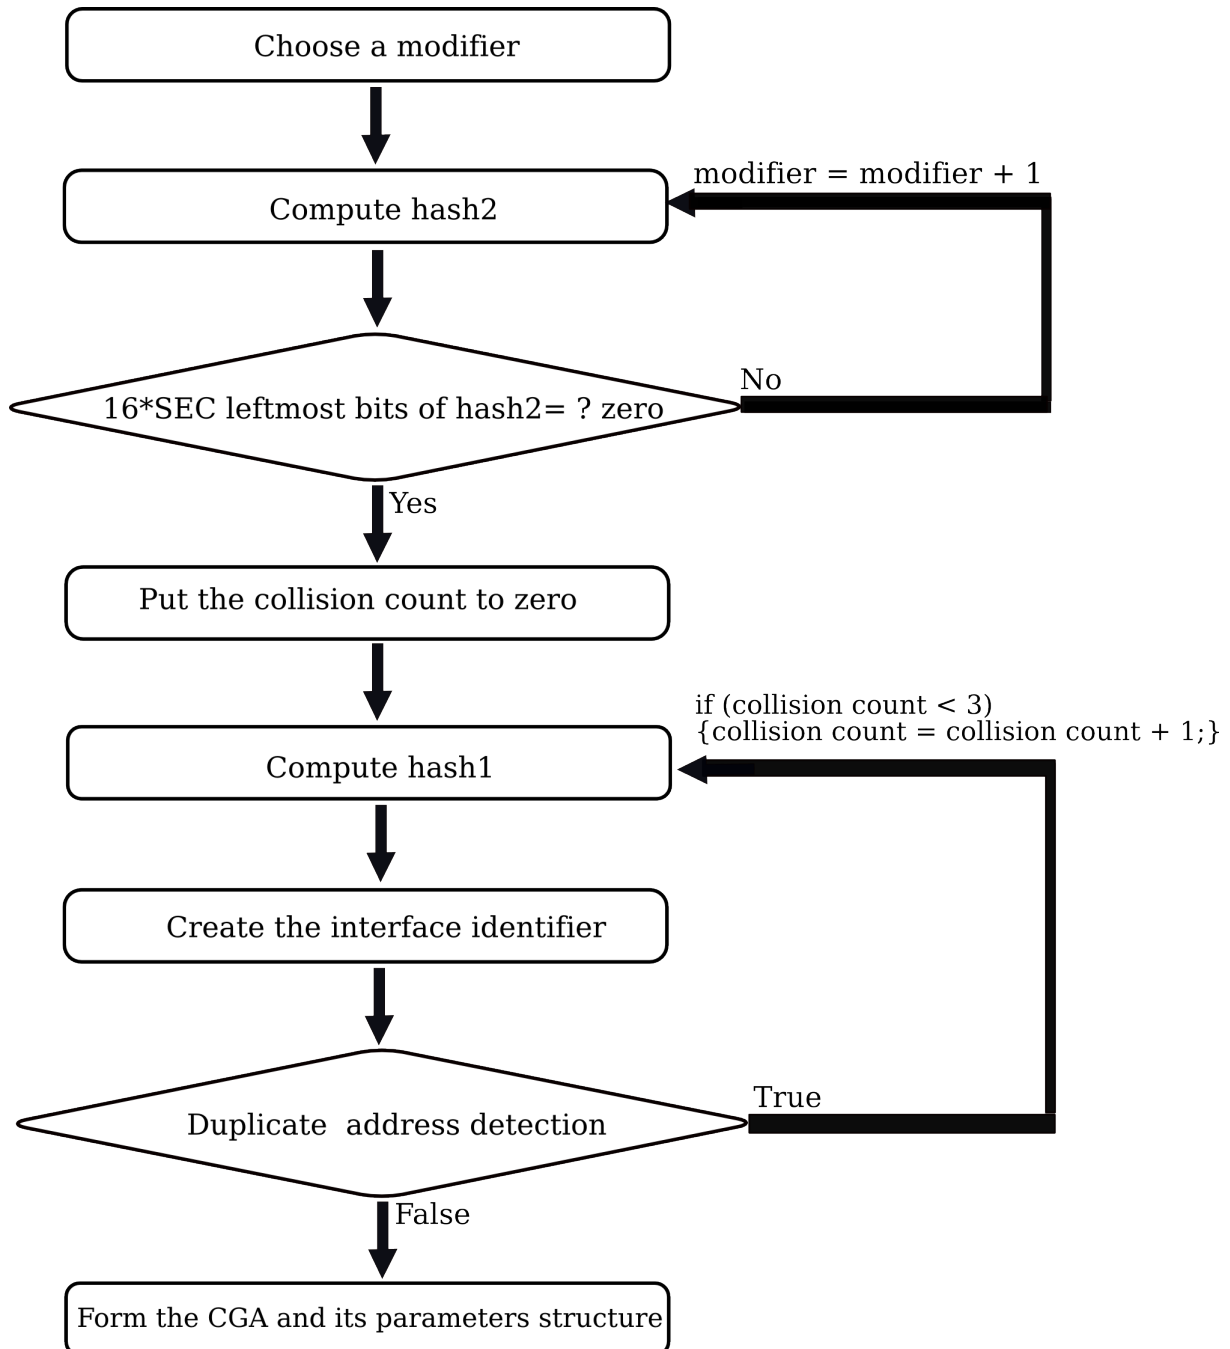 Choose a modifier
modifier = modifier + 1
Compute hash2
No
16*SEC leftmost bits of hash2= ? zero
Yes
Put the collision count to zero
if (collision count < 3)
{collision count = collision count + 1;}
Compute hash1
Create the interface identifier
True
Duplicate  address detection
False
Form the CGA and its parameters structure